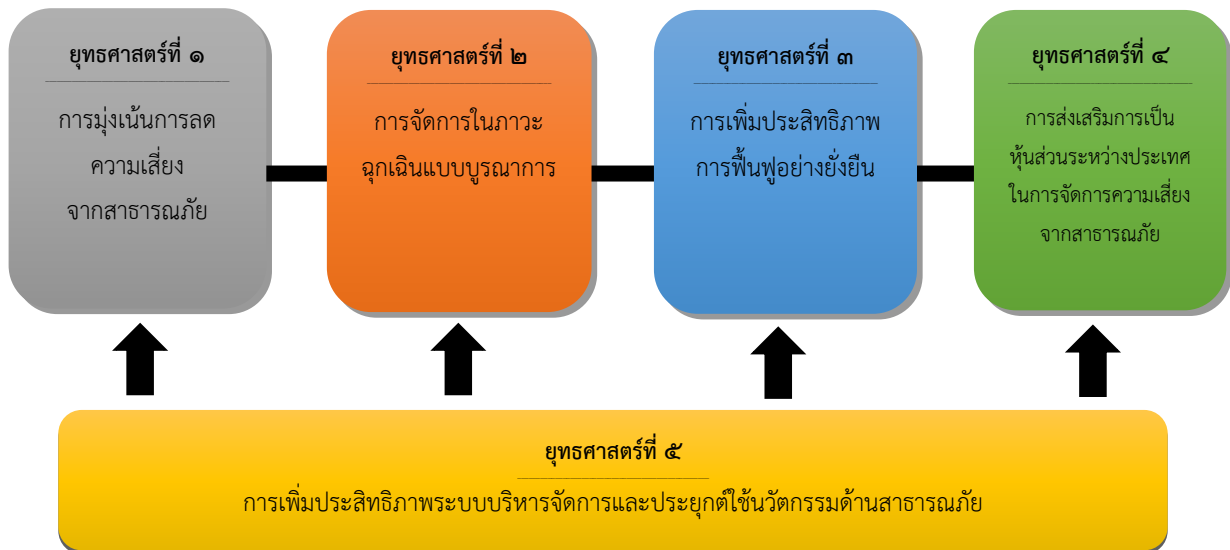 ยุทธศาสตร์ที่ ๑
การมุ่งเน้นการลด
ความเสี่ยง
จากสาธารณภัย
ยุทธศาสตร์ที่ ๒
การจัดการในภาวะ
ฉุกเฉินแบบบูรณาการ
ยุทธศาสตร์ที่ ๓
การเพิ่มประสิทธิภาพ
การฟื้นฟูอย่างยั่งยืน
ยุทธศาสตร์ที่ ๔
การส่งเสริมการเป็น
หุ้นส่วนระหว่างประเทศ
ในการจัดการความเสี่ยง
จากสาธารณภัย
ยุทธศาสตร์ที่ ๕
การเพิ่มประสิทธิภาพระบบบริหารจัดการและประยุกต์ใช้นวัตกรรมด้านสาธารณภัย